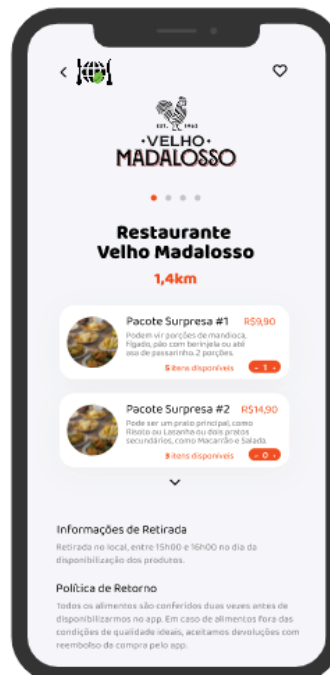 EST. 1963
•VELHO•
MADALOSSO
Restaurante
Velho Madalosso
1,4km
Pacote Surpresa #1 R$9,90
Podem vir porções de mandioca,
fígado, pão com berinjela ou até
asa de passarinho. 2 porções.
5 itens disponíveis - 1 +
Pacote Surpresa #2 R$14,90
Pode ser um prato principal, como
Risoto ou Lasanha ou dois pratos
secundários, como Macarrão e Salada.
3 itens disponíveis - 0 +
Informações de Retirada
Retirada no local, entre 15h00 e 16h00 no dia da
disponibilização dos produtos.
Política de Retorno
Todos os alimentos são conferidos duas vezes antes de
disponibilizarmos no app. Em caso de alimentos fora das
condições de qualidade ideais, aceitamos devoluções com
reembolso da compra pelo app.